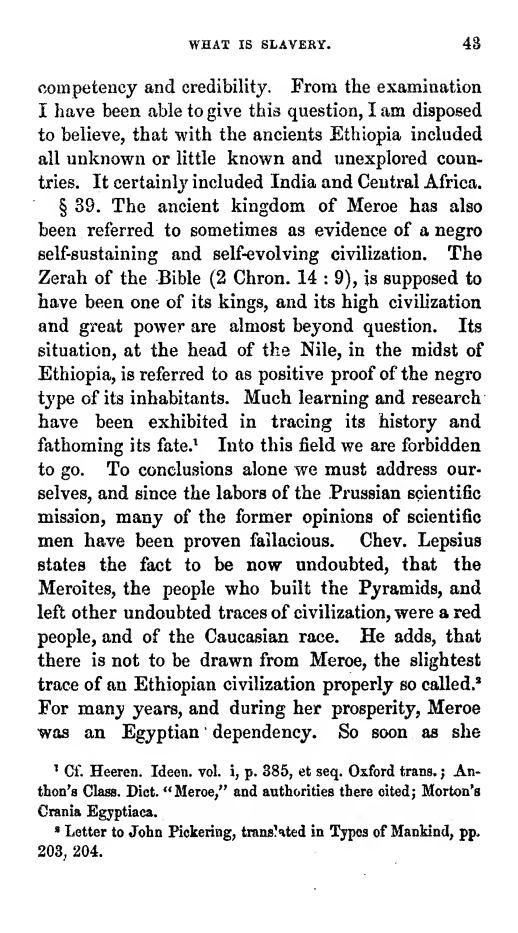 WHAT IS SLAVERY. 43
competency and credibility. From the examination
I have been able to give this question, I am disposed
to believe, that with the ancients Ethiopia included
all unknown or little known and unexplored coun-
tries. It certainly included India and Central Africa.
§ 39. The ancient kingdom of Meroe has also
been referred to sometimes as evidence of a negro
self-sustaining and self-evolving civilization. The
Zerah of the Bible (2 Chron. 14 : 9), is supposed to
have been one of its kings, and its high civilization
and great power are almost beyond question. Its
situation, at the head of the Nile, in the midst of
Ethiopia, is referred to as positive proof of the negro
type of its inhabitants. Much learning and research
have been exhibited in tracing its history and
fathoming its fate.¹ Into this field we are forbidden
to go. To conclusions alone we must address our-
selves, and since the labors of the Prussian scientific
mission, many of the former opinions of scientific
men have been proven failacious. Chev. Lepsius
states the fact to be now undoubted, that the
Meroites, the people who built the Pyramids, and
left other undoubted traces of civilization, were a red
people, and of the Caucasian race. He adds, that
there is not to be drawn from Meroe, the slightest
trace of an Ethiopian civilization properly so called.²
For many years, and during her prosperity, Meroe
was an Egyptian dependency. So soon as she
¹ Cf. Heeren. Ideen. vol. i, p. 385, et seq. Oxford trans.; An-
thon's Class. Dict. "Meroe," and authorities there cited; Morton's
Crania Egyptiaca.
² Letter to John Pickering, translated in Types of Mankind, pp.
203, 204.